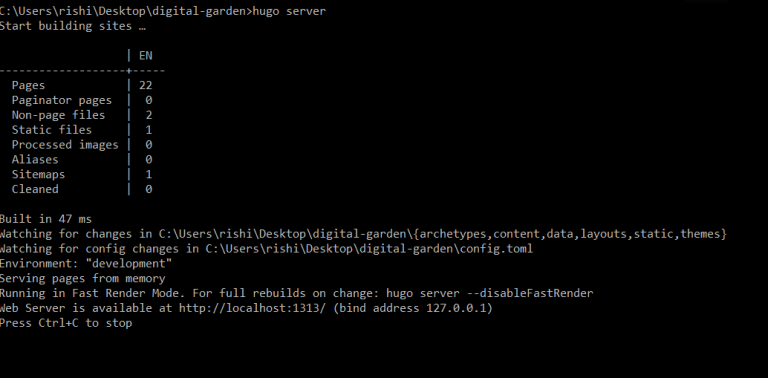 C:\Users\rishi\Desktop\digital-garden>hugo server
Start building sites …
| EN
-------------------+-----
Pages | 22
Paginator pages | 0
Non-page files | 2
Static files | 1
Processed images | 0
Aliases | 0
Sitemaps | 1
Cleaned | 0
Built in 47 ms
Watching for changes in C:\Users\rishi\Desktop\digital-garden\{archetypes,content,data,layouts,static,themes}
Watching for config changes in C:\Users\rishi\Desktop\digital-garden\config.toml
Environment: "development"
Serving pages from memory
Running in Fast Render Mode. For full rebuilds on change: hugo server --disableFastRender
Web Server is available at http://localhost:1313/ (bind address 127.0.0.1)
Press Ctrl+C to stop